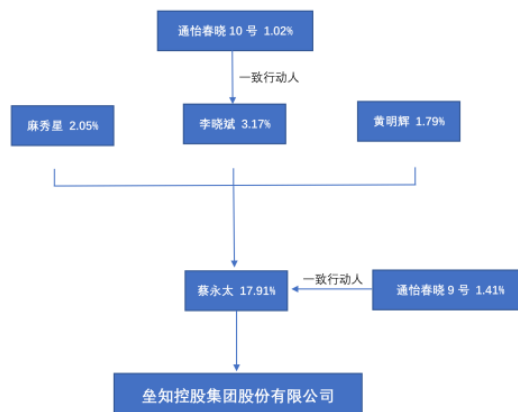 通怡春晓 10 号 1.02%
一致行动人
麻秀星 2.05%
李晓斌 3.17%
黄明辉 1.79%
蔡永太 17.91%
一致行动人
通怡春晓 9 号 1.41%
垒知控股集团股份有限公司